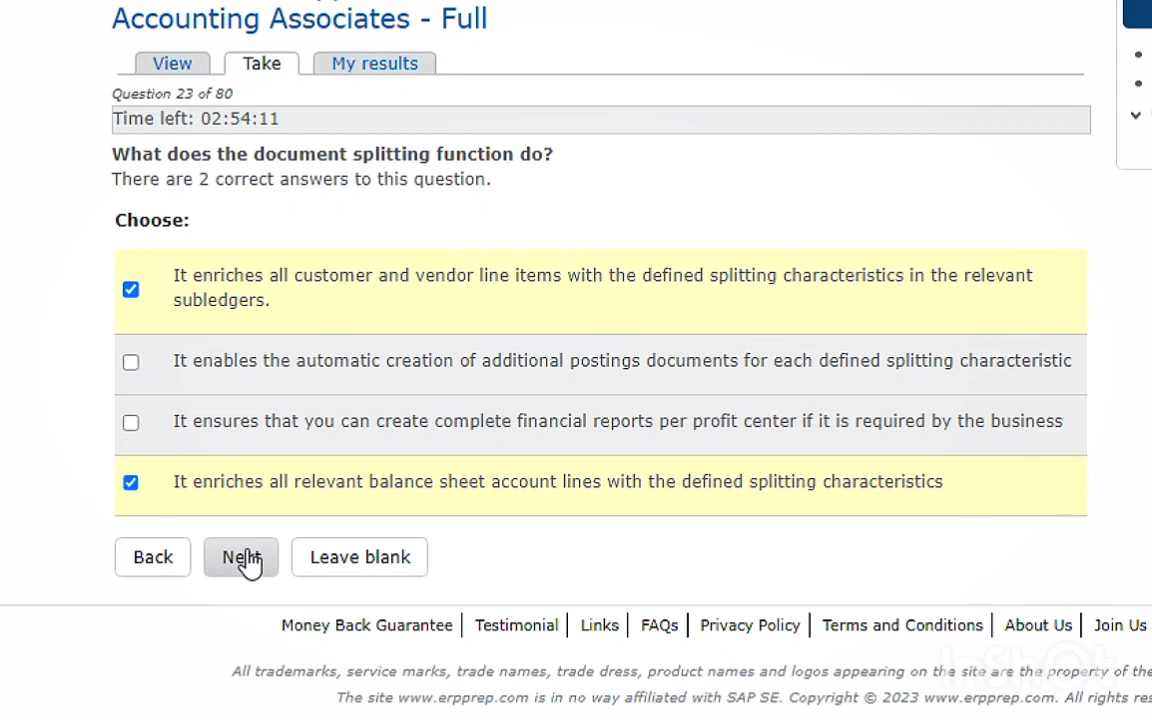 Accounting Associates - Full
View Take My results
Question 23 of 80
Time left: 02:54:11
What does the document splitting function do?
There are 2 correct answers to this question.
Choose:
It enriches all customer and vendor line items with the defined splitting characteristics in the relevant
subledgers.
It enables the automatic creation of additional postings documents for each defined splitting characteristic
It ensures that you can create complete financial reports per profit center if it is required by the business
It enriches all relevant balance sheet account lines with the defined splitting characteristics
Back Next Leave blank
Money Back Guarantee Testimonial Links FAQs Privacy Policy Terms and Conditions About Us Join Us
All trademarks, service marks, trade names, trade dress, product names and logos appearing on the site are the property of the
The site www.erpprep.com is in no way affiliated with SAP SE. Copyright © 2023 www.erpprep.com. All rights res
InShOt